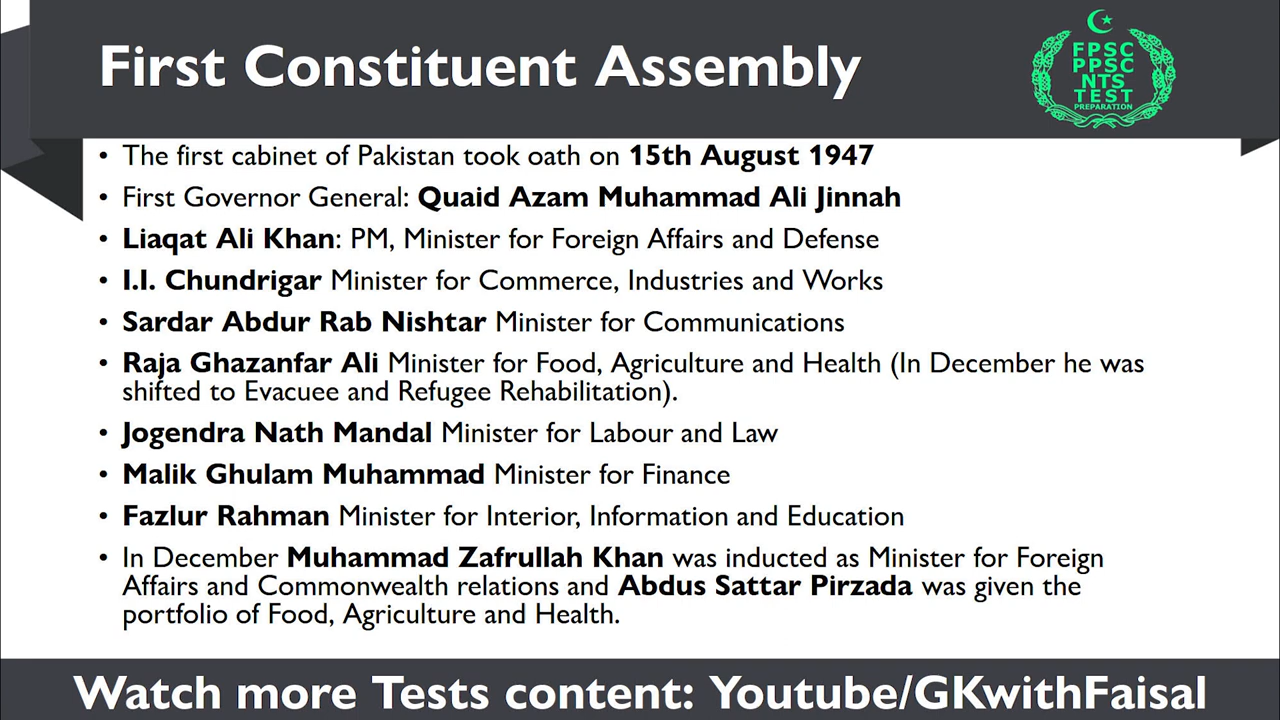 First Constituent Assembly
FPSC
PPSC
NTS
TEST
PREPARATION
• The first cabinet of Pakistan took oath on 15th August 1947
• First Governor General: Quaid Azam Muhammad Ali Jinnah
• Liaqat Ali Khan: PM, Minister for Foreign Affairs and Defense
• I.I. Chundrigar Minister for Commerce, Industries and Works
• Sardar Abdur Rab Nishtar Minister for Communications
• Raja Ghazanfar Ali Minister for Food, Agriculture and Health (In December he was
shifted to Evacuee and Refugee Rehabilitation).
• Jogendra Nath Mandal Minister for Labour and Law
• Malik Ghulam Muhammad Minister for Finance
• Fazlur Rahman Minister for Interior, Information and Education
• In December Muhammad Zafrullah Khan was inducted as Minister for Foreign
Affairs and Commonwealth relations and Abdus Sattar Pirzada was given the
portfolio of Food, Agriculture and Health.
Watch more Tests content: Youtube/GKwithFaisal